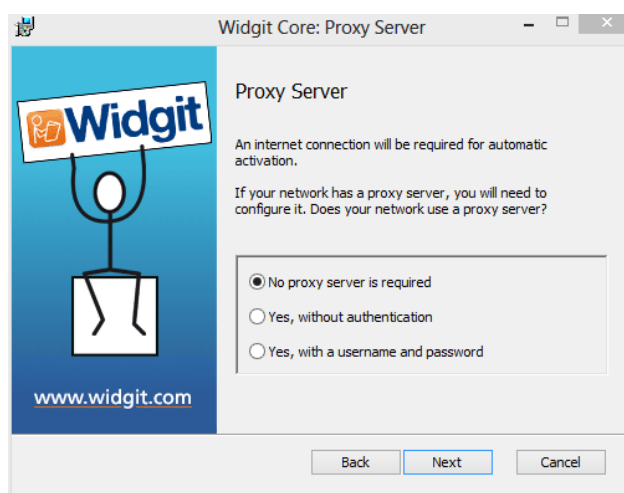 Widgit Core: Proxy Server
Widgit
Proxy Server
An internet connection will be required for automatic
activation.
If your network has a proxy server, you will need to
configure it. Does your network use a proxy server?
No proxy server is required
Yes, without authentication
Yes, with a username and password
www.widgit.com
Back Next Cancel